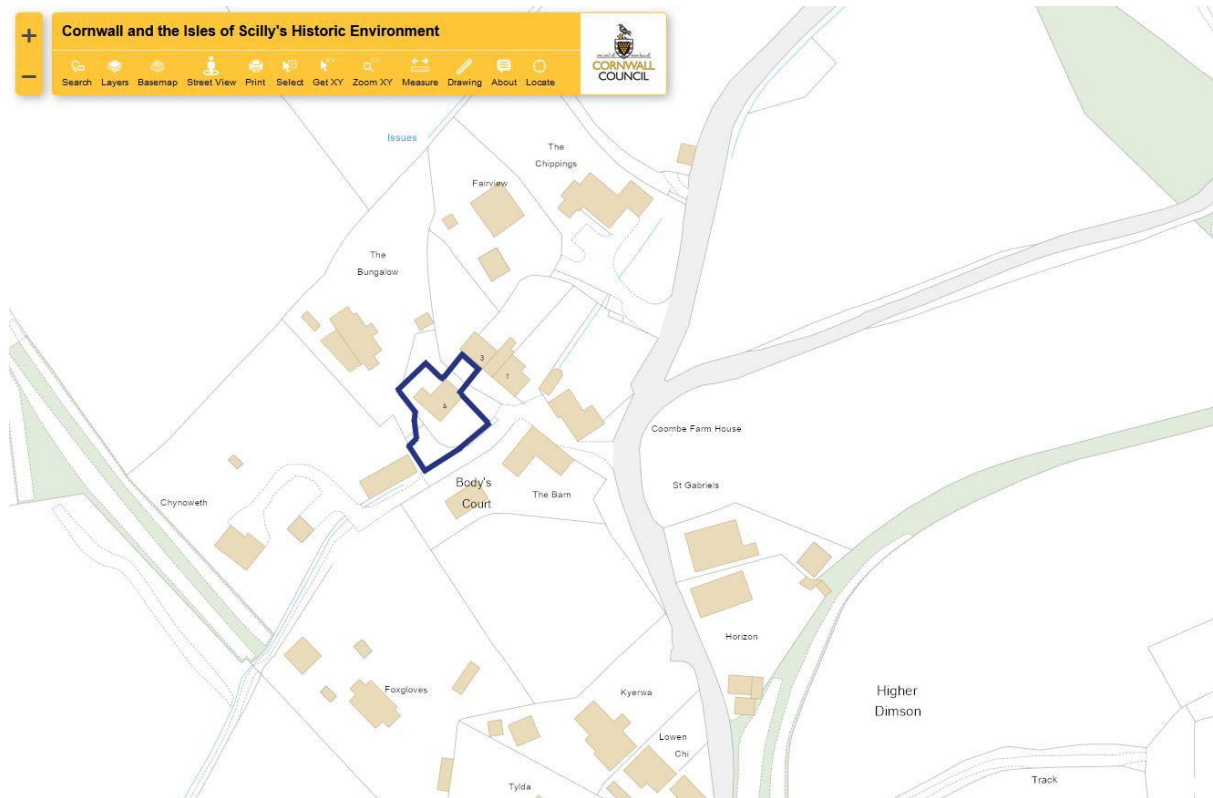 Cornwall and the Isles of Scilly's Historic Environment
Search Layers Basemap Street View Print Select Get XY Zoom XY Measure Drawing About Locate
CORNWALL
COUNCIL
Issues
The
Chippings
Fairview
The
Bungalow
3
1
Coombe Farm House
Body's
Court
The Barn
St Gabriels
Chynoweth
Horizon
Foxgloves
Kyerwa
Higher
Dimson
Lowen
Chi
Track
Tylda